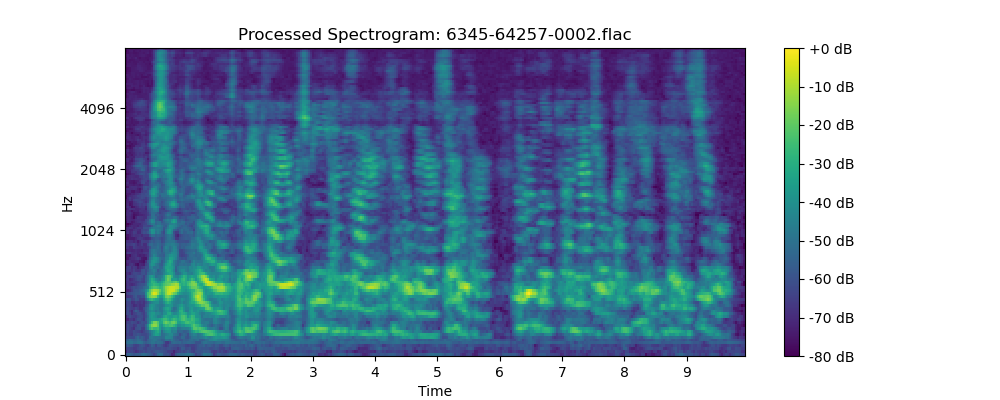 Processed Spectrogram: 6345-64257-0002.flac
Hz
4096
2048
1024
512
0
0 1 2 3 4 5 6 7 8 9
Time
+0 dB
-10 dB
-20 dB
-30 dB
-40 dB
-50 dB
-60 dB
-70 dB
-80 dB